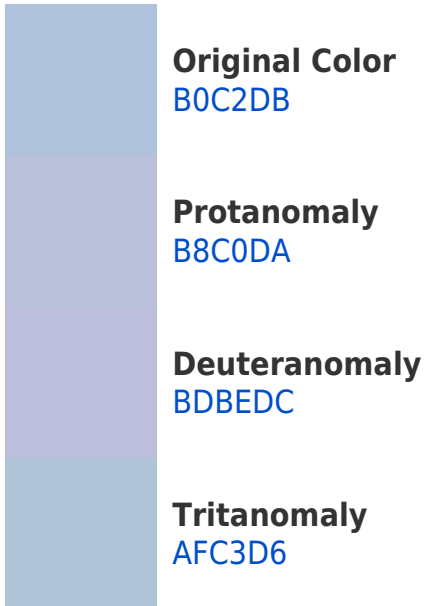 Original Color
B0C2DB
Protanomaly
B8C0DA
Deuteranomaly
BDBEDC
Tritanomaly
AFC3D6